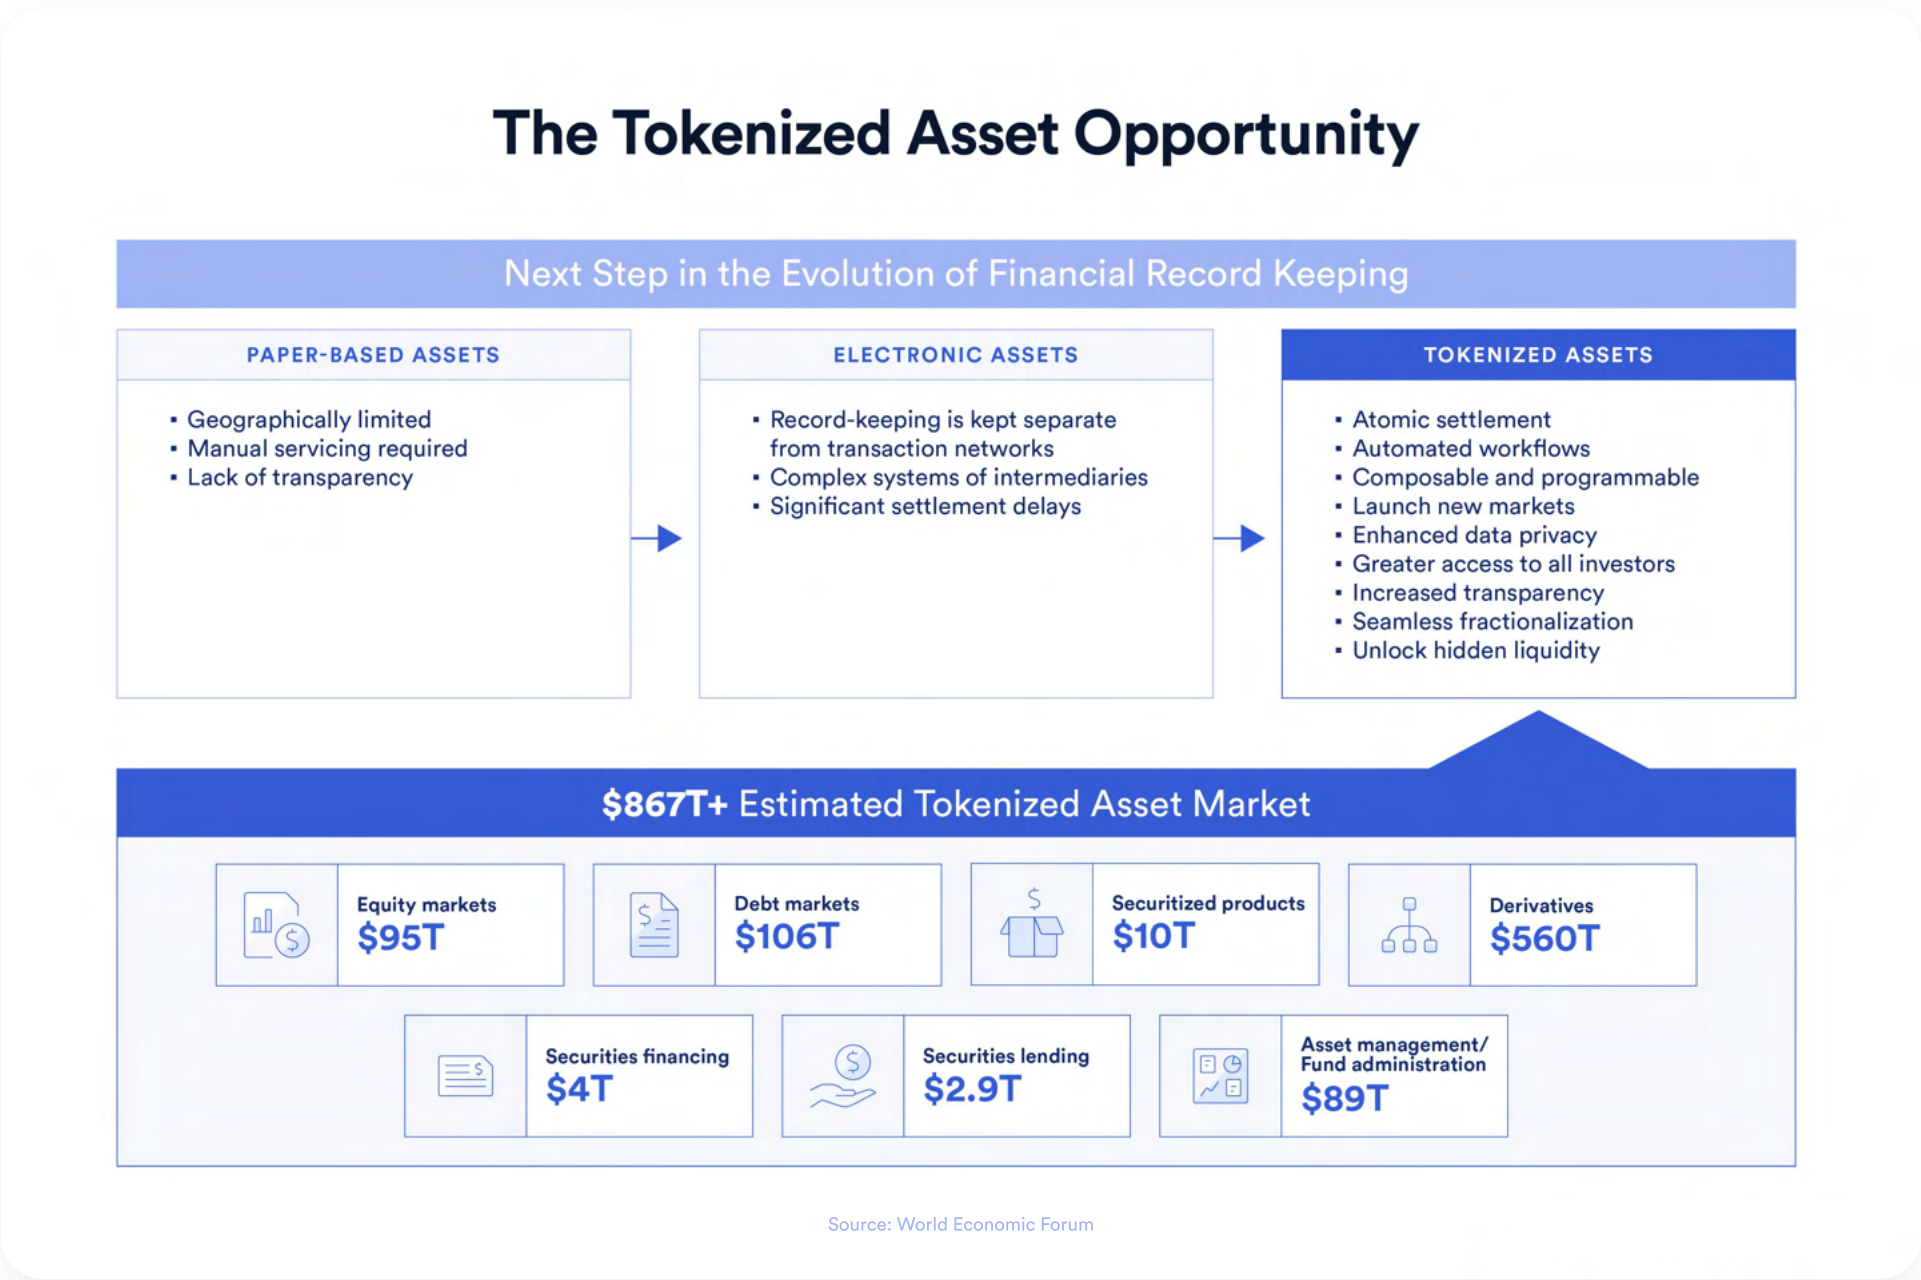 The Tokenized Asset Opportunity
Next Step in the Evolution of Financial Record Keeping
PAPER-BASED ASSETS
▪ Geographically limited
▪ Manual servicing required
▪ Lack of transparency
ELECTRONIC ASSETS
▪ Record-keeping is kept separate
from transaction networks
▪ Complex systems of intermediaries
▪ Significant settlement delays
TOKENIZED ASSETS
▪ Atomic settlement
▪ Automated workflows
▪ Composable and programmable
▪ Launch new markets
▪ Enhanced data privacy
▪ Greater access to all investors
▪ Increased transparency
▪ Seamless fractionalization
▪ Unlock hidden liquidity
$867T+ Estimated Tokenized Asset Market
Equity markets
$95T
Debt markets
$106T
Securitized products
$10T
Derivatives
$560T
Securities financing
$4T
Securities lending
$2.9T
Asset management/
Fund administration
$89T
Source: World Economic Forum